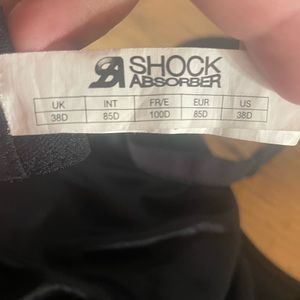 SHOCK
ABSORBER
UK INT FR/E EUR US
38D 85D 100D 85D 38D